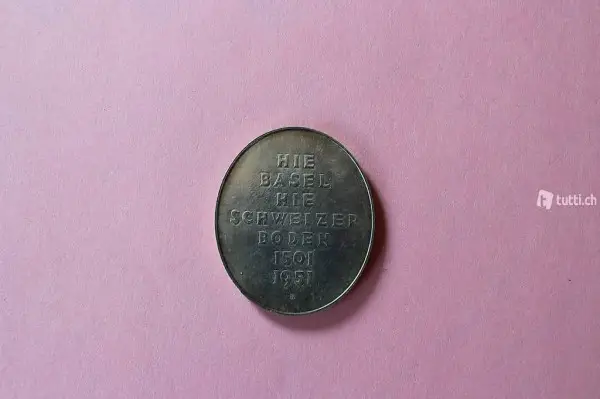 HIE
BASEL
HIE
SCHWEIZER
BODEN
1501
1951
tutti.ch